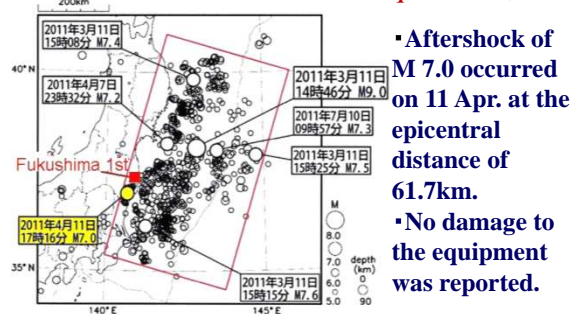 200km
2011年3月11日
15時08分 M7.4
40°N
2011年4月7日
23時32分 M7.2
2011年3月11日
14時46分 M9.0
2011年7月10日
09時57分 M7.3
2011年3月11日
15時25分 M7.5
Fukushima 1st
2011年4月11日
17時16分 M7.0
2011年3月11日
15時15分 M7.6
35°N
140°E
145°E
M
8.0
7.0
6.0
5.0
depth
(km)
0
90
・Aftershock of
M 7.0 occurred
on 11 Apr. at the
epicentral
distance of
61.7km.
・No damage to
the equipment
was reported.